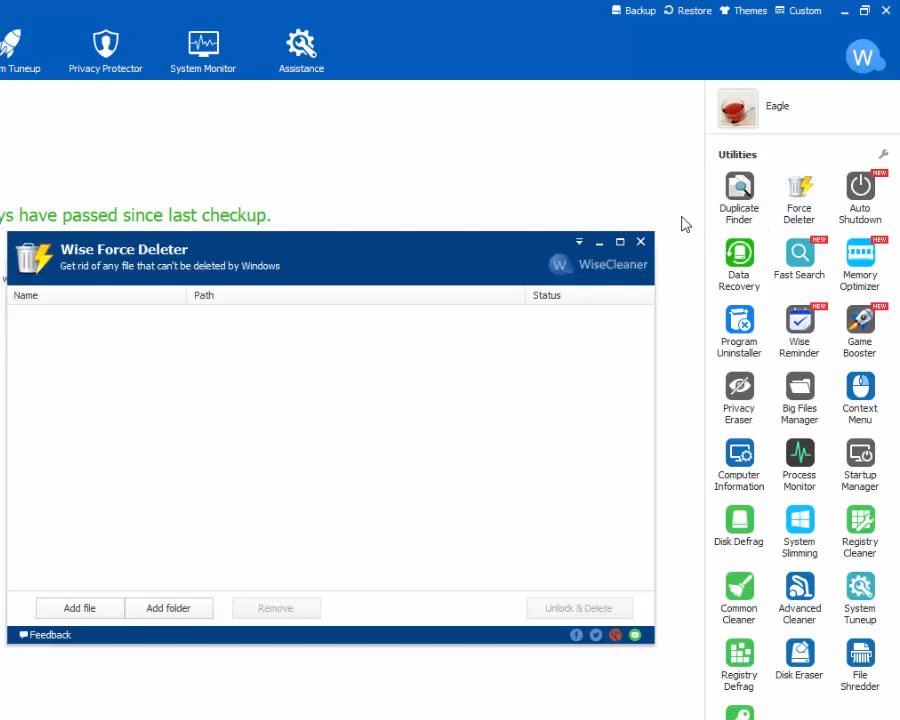 Backup Restore Themes Custom
m Tuneup Privacy Protector System Monitor Assistance
W
Eagle
Utilities
ys have passed since last checkup.
Wise Force Deleter
Get rid of any file that can't be deleted by Windows
W WiseCleaner
Name Path Status
Add file Add folder Remove Unlock & Delete
Feedback
NEW
Duplicate Finder
Force Deleter
Auto Shutdown
NEW NEW
Data Recovery
Fast Search
Memory Optimizer
NEW NEW
Program Uninstaller
Wise Reminder
Game Booster
Privacy Eraser
Big Files Manager
Context Menu
Computer Information
Process Monitor
Startup Manager
Disk Defrag
System Slimming
Registry Cleaner
Common Cleaner
Advanced Cleaner
System Tuneup
Registry Defrag
Disk Eraser
File Shredder